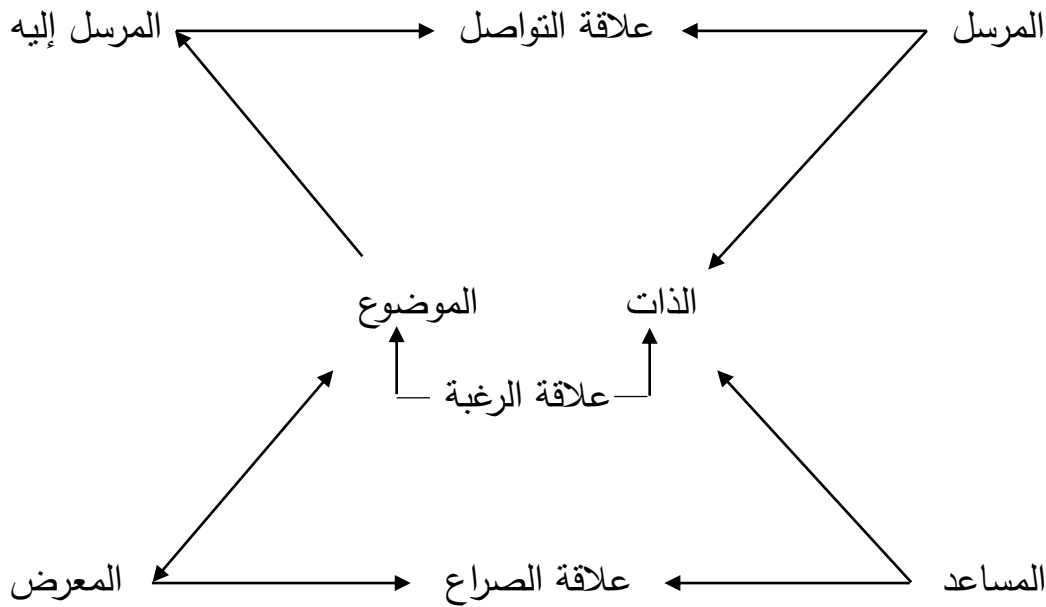 المرسل علاقة التواصل المرسل إليه
الذات الموضوع
علاقة الرغبة
المساعد علاقة الصراع المعرض